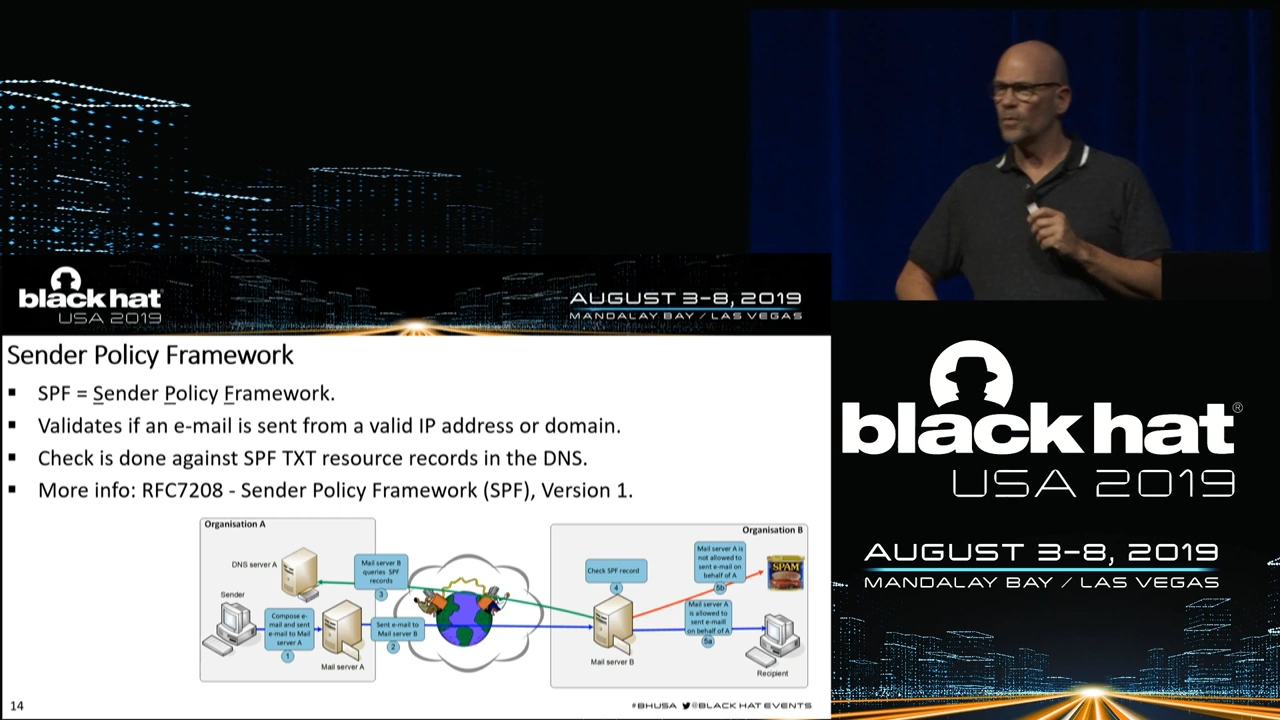 black hat
USA 2019
AUGUST 3-8, 2019
MANDALAY BAY / LAS VEGAS
Sender Policy Framework
▪ SPF = Sender Policy Framework.
▪ Validates if an e-mail is sent from a valid IP address or domain.
▪ Check is done against SPF TXT resource records in the DNS.
▪ More info: RFC7208 - Sender Policy Framework (SPF), Version 1.
Organisation A
DNS server A
Sender
Compose e-
mail and sent
e-mail to Mail
server A
1
Mail server A
Mail server B
queries SPF
records
3
Sent e-mail to
Mail server B
2
Organisation B
Check SPF record
4
Mail server B
Mail server A is
not allowed to
sent e-mail on
behalf of A
5b
SPAM
Mail server A
is allowed to
sent e-mail
on behalf of A
5a
Recipient
14
#BHUSA @BLACK HAT EVENTS
black hat®
USA 2019
AUGUST 3-8, 2019
MANDALAY BAY / LAS VEGAS